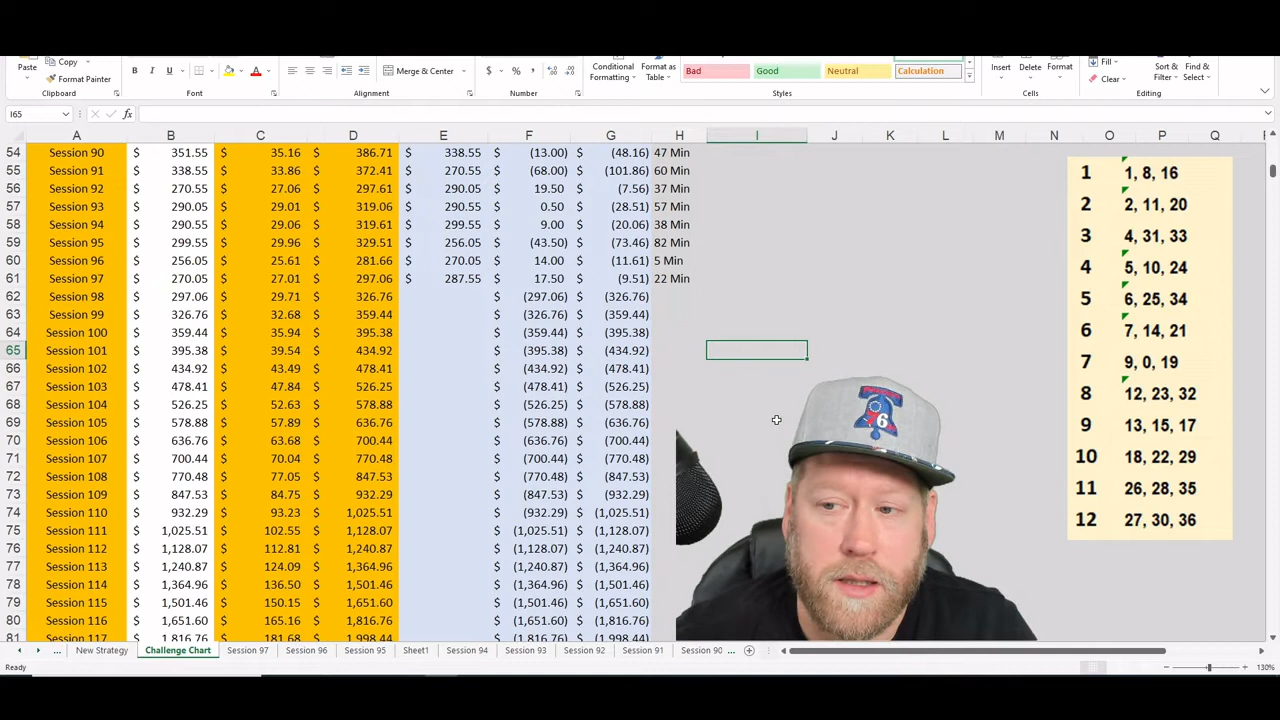 Copy
Paste
Format Painter
B I U
Merge & Center
$ % ,
Conditional Formatting
Format as Table
Bad Good Neutral Calculation
Insert Delete Format
Fill
Clear
Sort & Filter
Find & Select
Clipboard Font Alignment Number Styles Cells Editing
I65 fx
A B C D E F G H I J K L M N O P Q
54 Session 90 $ 351.55 $ 35.16 $ 386.71 $ 338.55 $ (13.00) $ (48.16) 47 Min
55 Session 91 $ 338.55 $ 33.86 $ 372.41 $ 270.55 $ (68.00) $ (101.86) 60 Min
56 Session 92 $ 270.55 $ 27.06 $ 297.61 $ 290.05 $ 19.50 $ (7.56) 37 Min
57 Session 93 $ 290.05 $ 29.01 $ 319.06 $ 290.55 $ 0.50 $ (28.51) 57 Min
58 Session 94 $ 290.55 $ 29.06 $ 319.61 $ 299.55 $ 9.00 $ (20.06) 38 Min
59 Session 95 $ 299.55 $ 29.96 $ 329.51 $ 256.05 $ (43.50) $ (73.46) 82 Min
60 Session 96 $ 256.05 $ 25.61 $ 281.66 $ 270.05 $ 14.00 $ (11.61) 5 Min
61 Session 97 $ 270.05 $ 27.01 $ 297.06 $ 287.55 $ 17.50 $ (9.51) 22 Min
62 Session 98 $ 297.06 $ 29.71 $ 326.76 $ (297.06) $ (326.76)
63 Session 99 $ 326.76 $ 32.68 $ 359.44 $ (326.76) $ (359.44)
64 Session 100 $ 359.44 $ 35.94 $ 395.38 $ (359.44) $ (395.38)
65 Session 101 $ 395.38 $ 39.54 $ 434.92 $ (395.38) $ (434.92)
66 Session 102 $ 434.92 $ 43.49 $ 478.41 $ (434.92) $ (478.41)
67 Session 103 $ 478.41 $ 47.84 $ 526.25 $ (478.41) $ (526.25)
68 Session 104 $ 526.25 $ 52.63 $ 578.88 $ (526.25) $ (578.88)
69 Session 105 $ 578.88 $ 57.89 $ 636.76 $ (578.88) $ (636.76)
70 Session 106 $ 636.76 $ 63.68 $ 700.44 $ (636.76) $ (700.44)
71 Session 107 $ 700.44 $ 70.04 $ 770.48 $ (700.44) $ (770.48)
72 Session 108 $ 770.48 $ 77.05 $ 847.53 $ (770.48) $ (847.53)
73 Session 109 $ 847.53 $ 84.75 $ 932.29 $ (847.53) $ (932.29)
74 Session 110 $ 932.29 $ 93.23 $ 1,025.51 $ (932.29) $ (1,025.51)
75 Session 111 $ 1,025.51 $ 102.55 $ 1,128.07 $ (1,025.51) $ (1,128.07)
76 Session 112 $ 1,128.07 $ 112.81 $ 1,240.87 $ (1,128.07) $ (1,240.87)
77 Session 113 $ 1,240.87 $ 124.09 $ 1,364.96 $ (1,240.87) $ (1,364.96)
78 Session 114 $ 1,364.96 $ 136.50 $ 1,501.46 $ (1,364.96) $ (1,501.46)
79 Session 115 $ 1,501.46 $ 150.15 $ 1,651.60 $ (1,501.46) $ (1,651.60)
80 Session 116 $ 1,651.60 $ 165.16 $ 1,816.76 $ (1,651.60) $ (1,816.76)
81 Session 117 $ 1,816.76 $ 181.68 $ 1,998.44 $ (1,816.76) $ (1,998.44)
1 1, 8, 16
2 2, 11, 20
3 4, 31, 33
4 5, 10, 24
5 6, 25, 34
6 7, 14, 21
7 9, 0, 19
8 12, 23, 32
9 13, 15, 17
10 18, 22, 29
11 26, 28, 35
12 27, 30, 36
6
... New Strategy Challenge Chart Session 97 Session 96 Session 95 Sheet1 Session 94 Session 93 Session 92 Session 91 Session 90 ...
Ready 130%